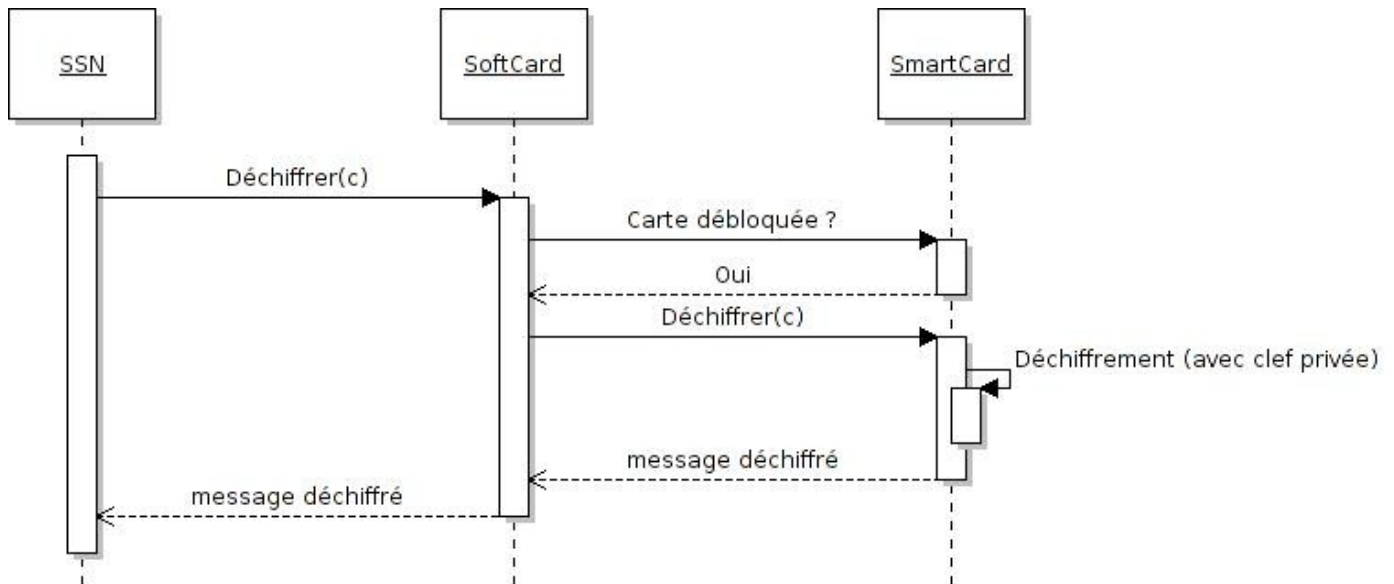 SSN
SoftCard
SmartCard
Déchiffrer(c)
Carte débloquée ?
Oui
Déchiffrer(c)
Déchiffrement (avec clef privée)
message déchiffré
message déchiffré